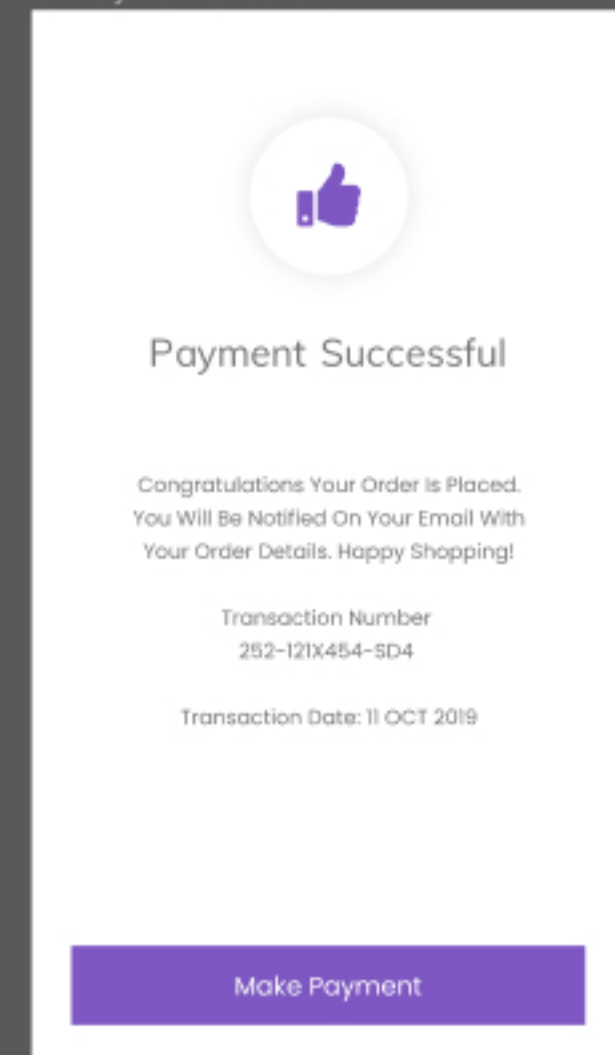 Payment Successful
Congratulations Your Order Is Placed.
You Will Be Notified On Your Email With
Your Order Details. Happy Shopping!
Transaction Number
252-121X454-SD4
Transaction Date: 11 OCT 2019
Make Payment